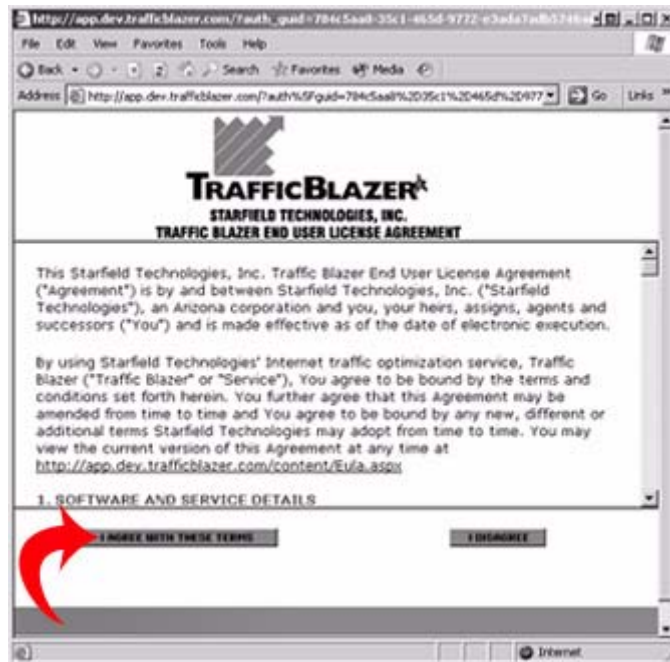 http://app.dev.trafficblazer.com/?auth_guid=784c5aa8-35c1-465d-9772-
File Edit View Favorites Tools Help
Back Search Favorites Media
Address http://app.dev.trafficblazer.com/?auth%5Fguid=784c5aa8%2D35c1%2D465d%2D977 Go Links »
TRAFFICBLAZER
STARFIELD TECHNOLOGIES, INC.
TRAFFIC BLAZER END USER LICENSE AGREEMENT
This Starfield Technologies, Inc. Traffic Blazer End User License Agreement
("Agreement") is by and between Starfield Technologies, Inc. ("Starfield
Technologies"), an Arizona corporation and you, your heirs, assigns, agents and
successors ("You") and is made effective as of the date of electronic execution.
By using Starfield Technologies' Internet traffic optimization service, Traffic
Blazer ("Traffic Blazer" or "Service"), You agree to be bound by the terms and
conditions set forth herein. You further agree that this Agreement may be
amended from time to time and You agree to be bound by any new, different or
additional terms Starfield Technologies may adopt from time to time. You may
view the current version of this Agreement at any time at
http://app.dev.trafficblazer.com/content/Eula.aspx
1. SOFTWARE AND SERVICE DETAILS
I AGREE WITH THESE TERMS I DISAGREE
Internet